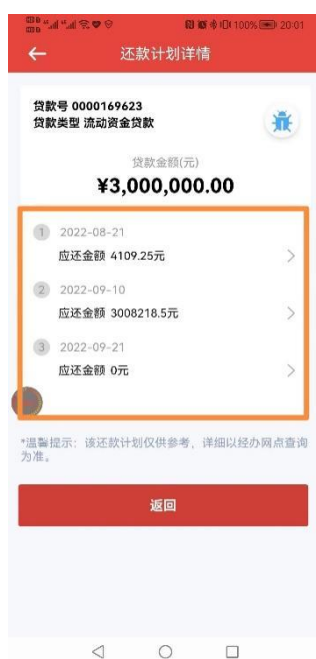 100% 20:01
还款计划详情
贷款号 0000169623
贷款类型 流动资金贷款
贷款金额(元)
¥3,000,000.00
1 2022-08-21
应还金额 4109.25元
2 2022-09-10
应还金额 3008218.5元
3 2022-09-21
应还金额 0元
*温馨提示：该还款计划仅供参考，详细以经办网点查询
为准。
返回